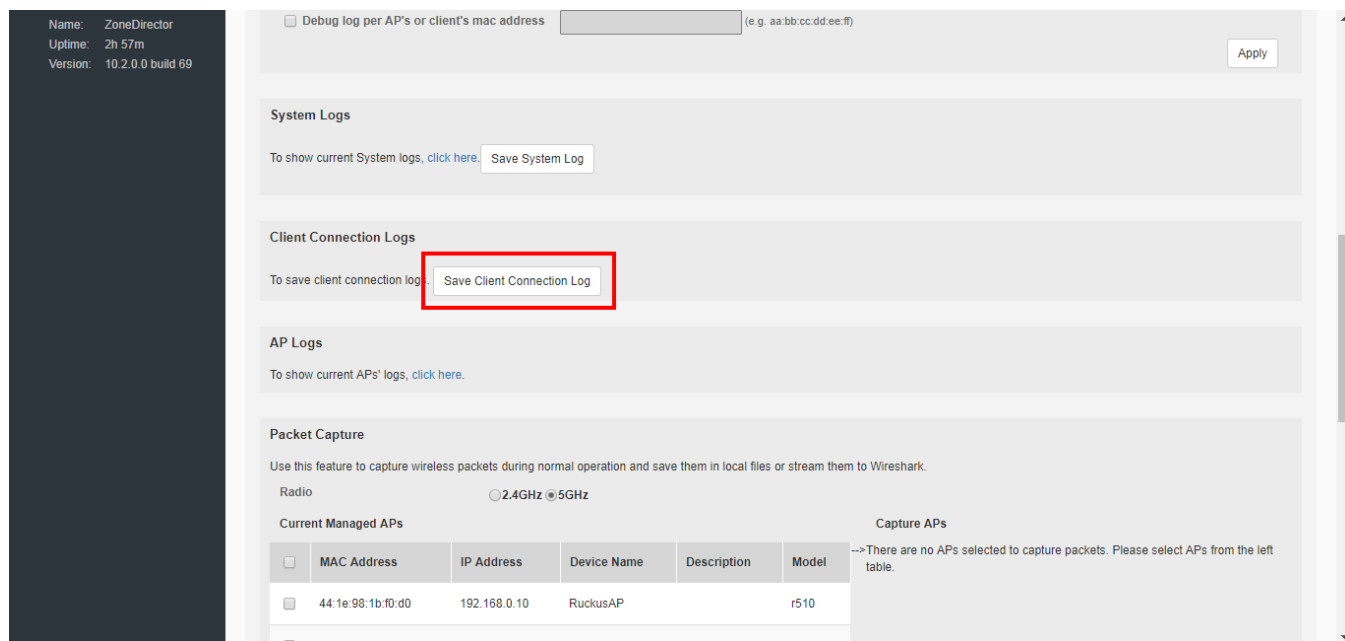 Name: ZoneDirector
Uptime: 2h 57m
Version: 10.2.0.0 build 69
Debug log per AP's or client's mac address (e.g. aa:bb:cc:dd:ee:ff)
Apply
System Logs
To show current System logs, click here. Save System Log
Client Connection Logs
To save client connection logs. Save Client Connection Log
AP Logs
To show current APs' logs, click here.
Packet Capture
Use this feature to capture wireless packets during normal operation and save them in local files or stream them to Wireshark.
Radio 2.4GHz 5GHz
Current Managed APs
MAC Address IP Address Device Name Description Model
44:1e:98:1b:f0:d0 192.168.0.10 RuckusAP r510
Capture APs
-->There are no APs selected to capture packets. Please select APs from the left
table.